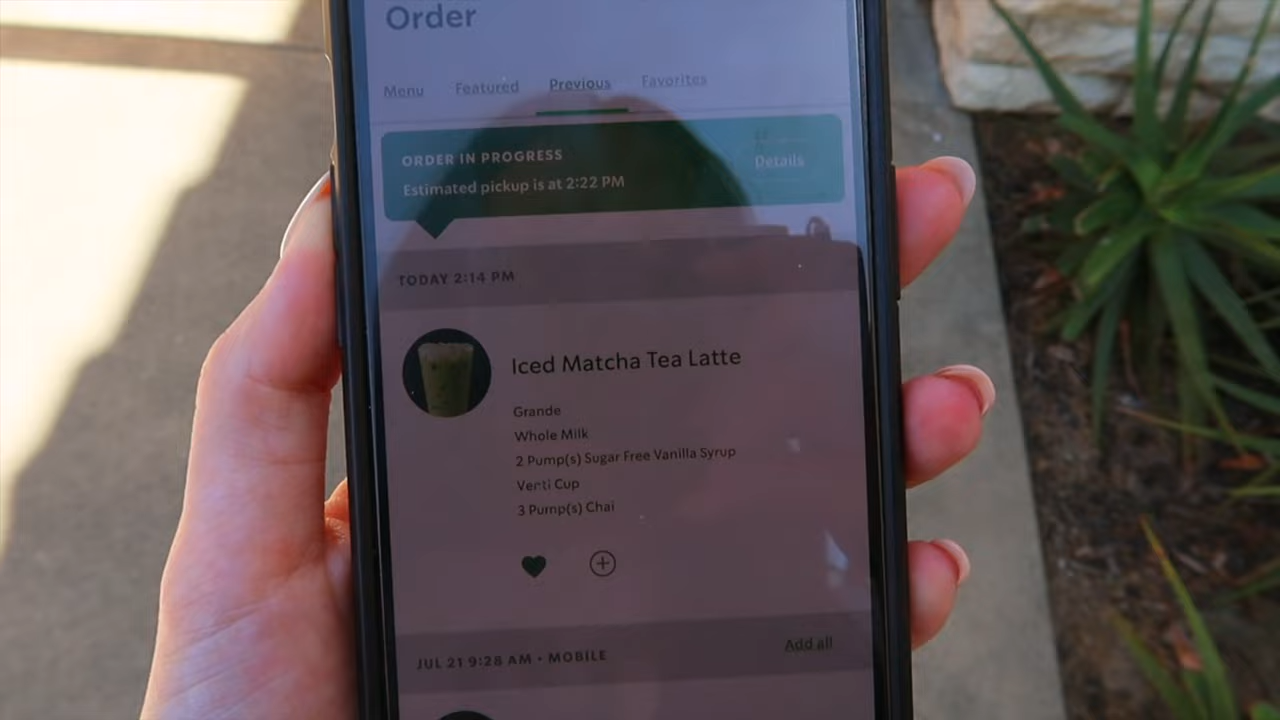 Order
Menu Featured Previous Favorites
ORDER IN PROGRESS
Details
Estimated pickup is at 2:22 PM
TODAY 2:14 PM
Iced Matcha Tea Latte
Grande
Whole Milk
2 Pump(s) Sugar Free Vanilla Syrup
Venti Cup
3 Pump(s) Chai
JUL 21 9:28 AM • MOBILE
Add all